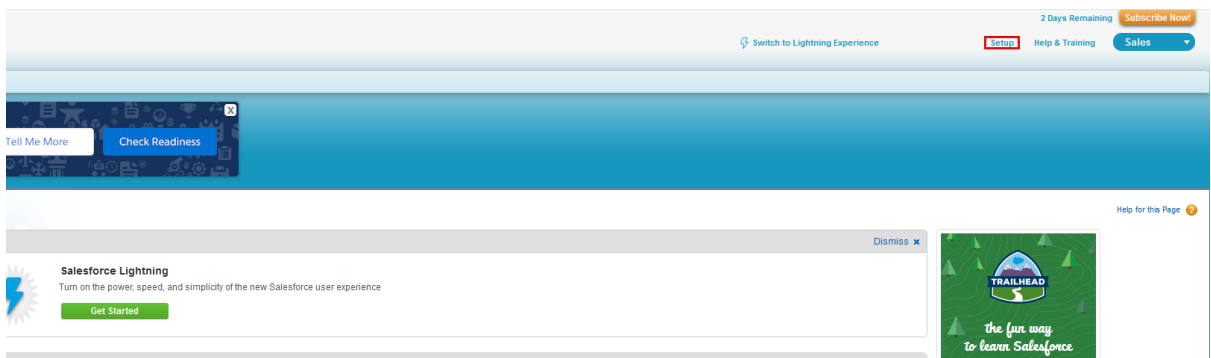 2 Days Remaining Subscribe Now!
Switch to Lightning Experience Setup Help & Training Sales
X
Tell Me More Check Readiness
Help for this Page ?
Dismiss x
Salesforce Lightning
Turn on the power, speed, and simplicity of the new Salesforce user experience
Get Started
TRAILHEAD
the fun way
to learn Salesforce